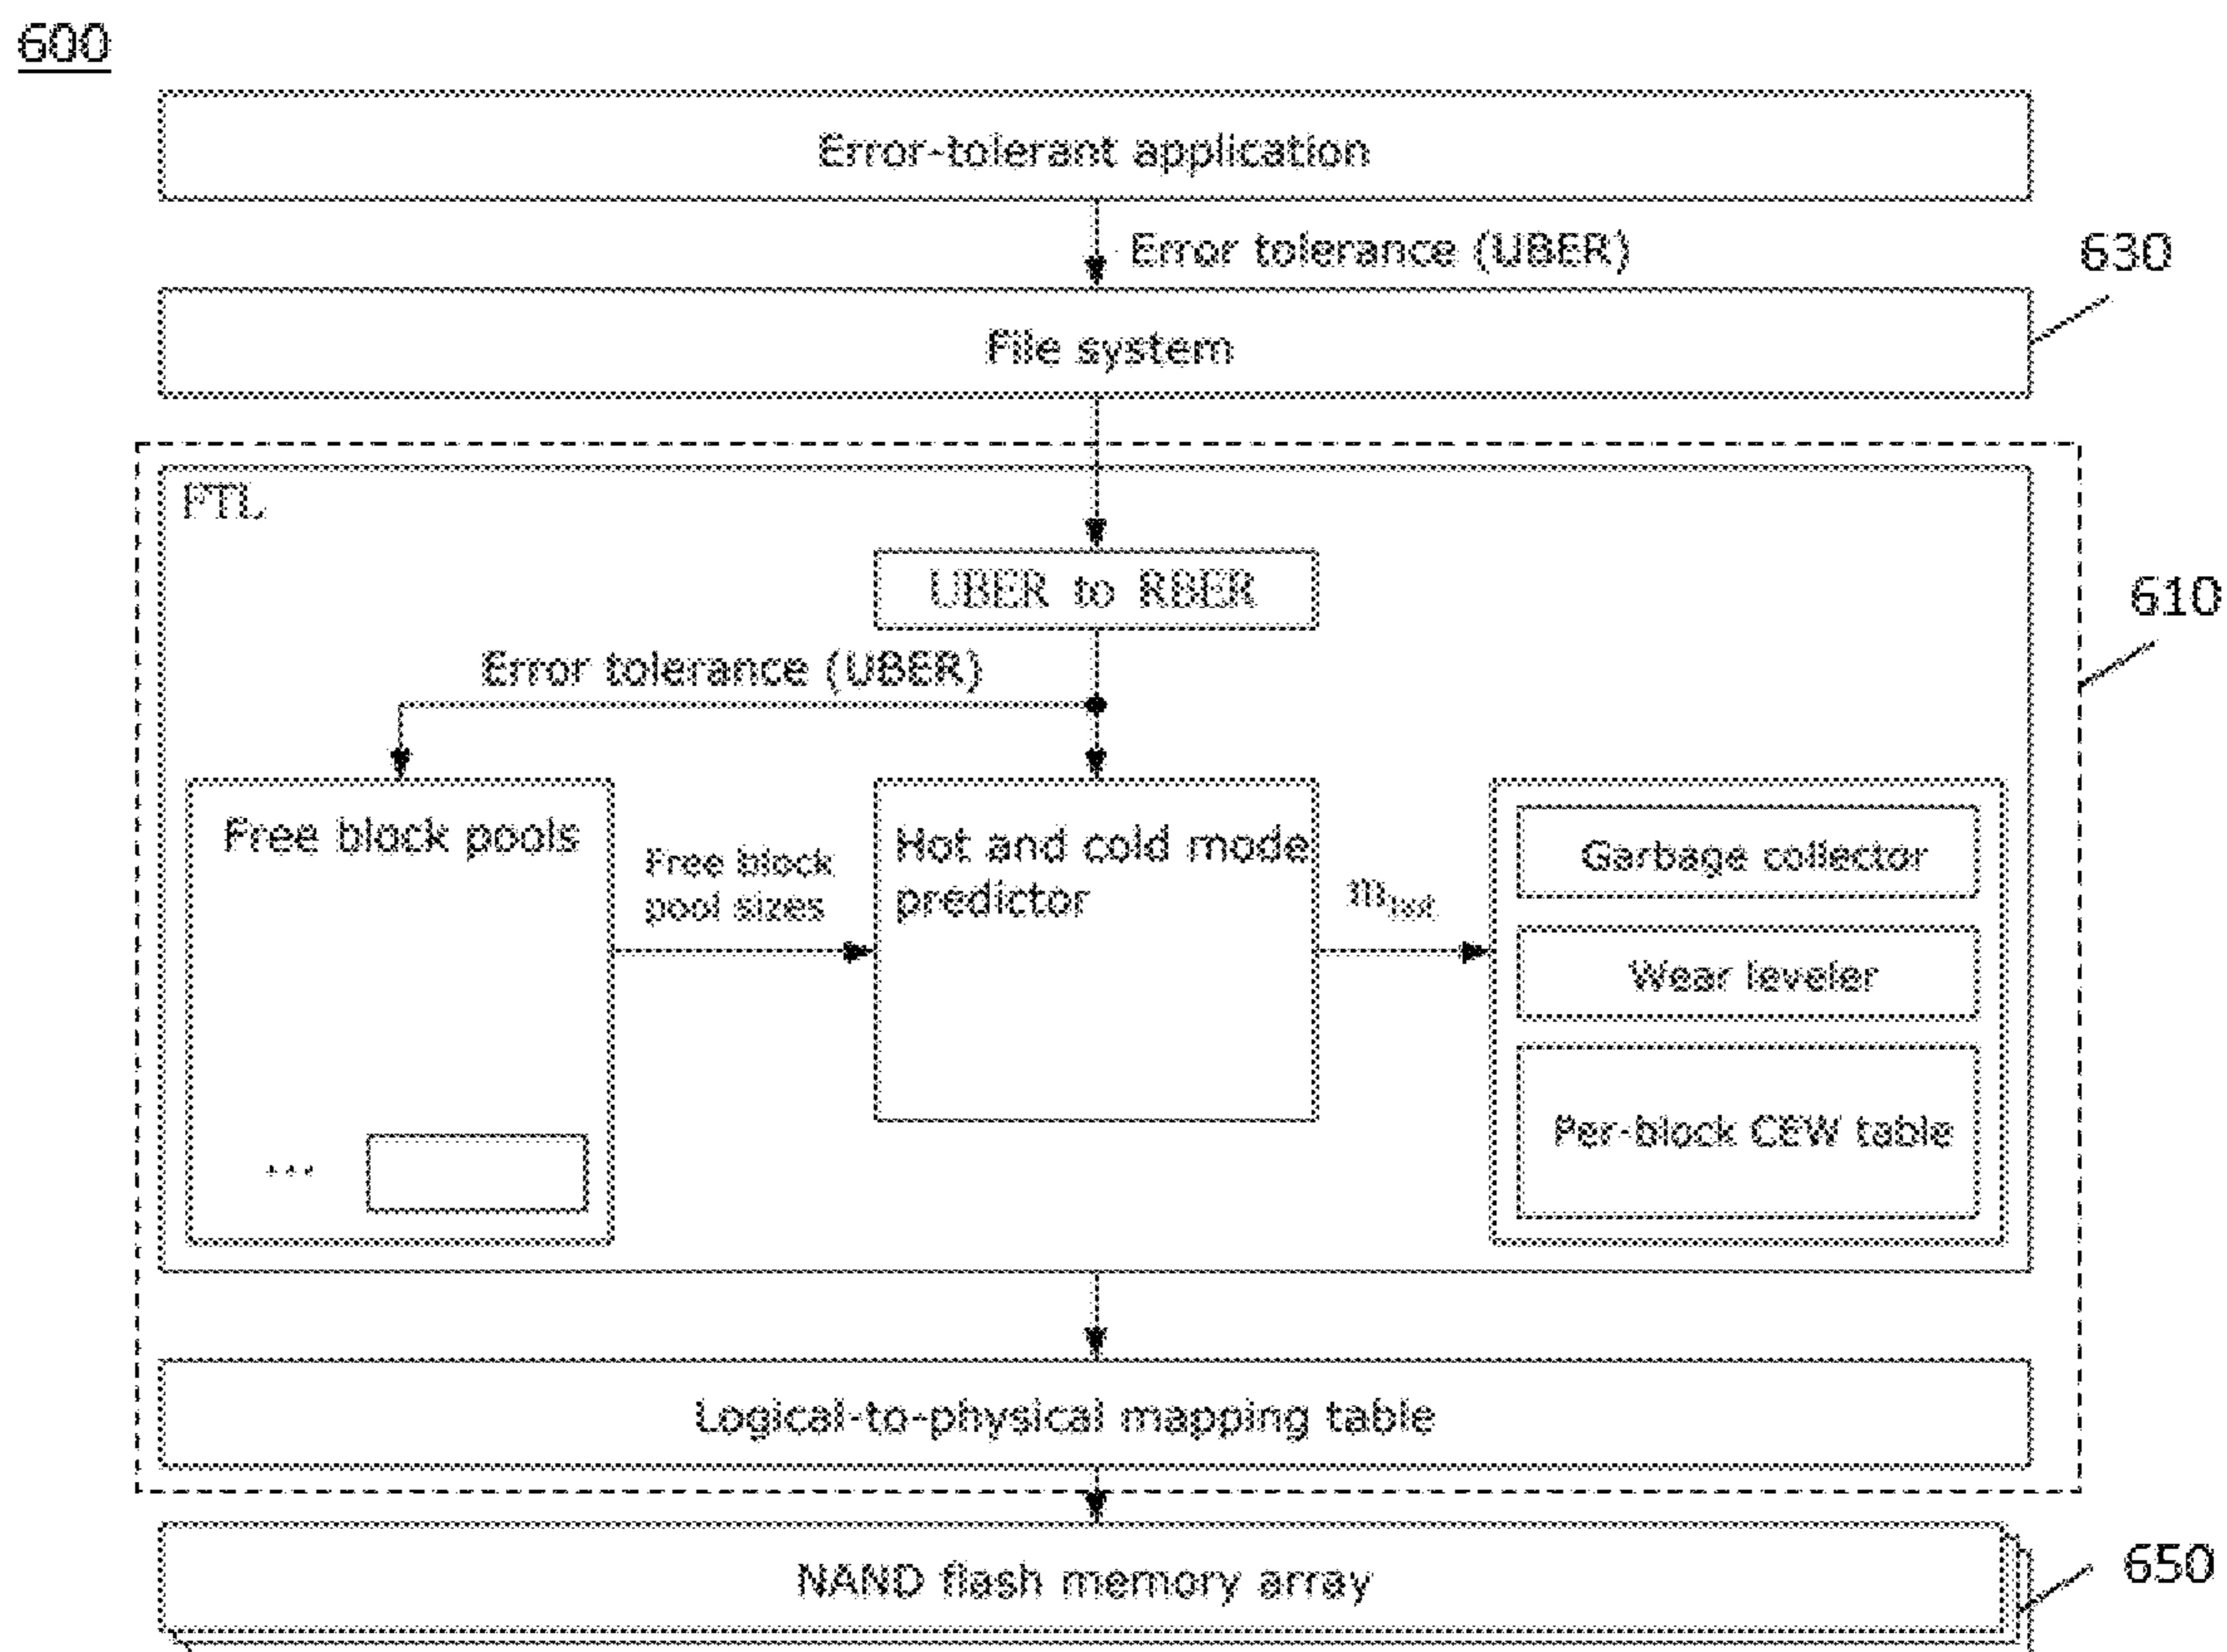 600
Error-tolerant application
Error tolerance (UBER)
630
File system
FTL
UBER to RBER
610
Error tolerance (UBER)
Free block pools
Free block
pool sizes
Hot and cold mode
predictor
m_hot
Garbage collector
Wear leveler
Per-block CEW table
...
Logical-to-physical mapping table
NAND flash memory array
650